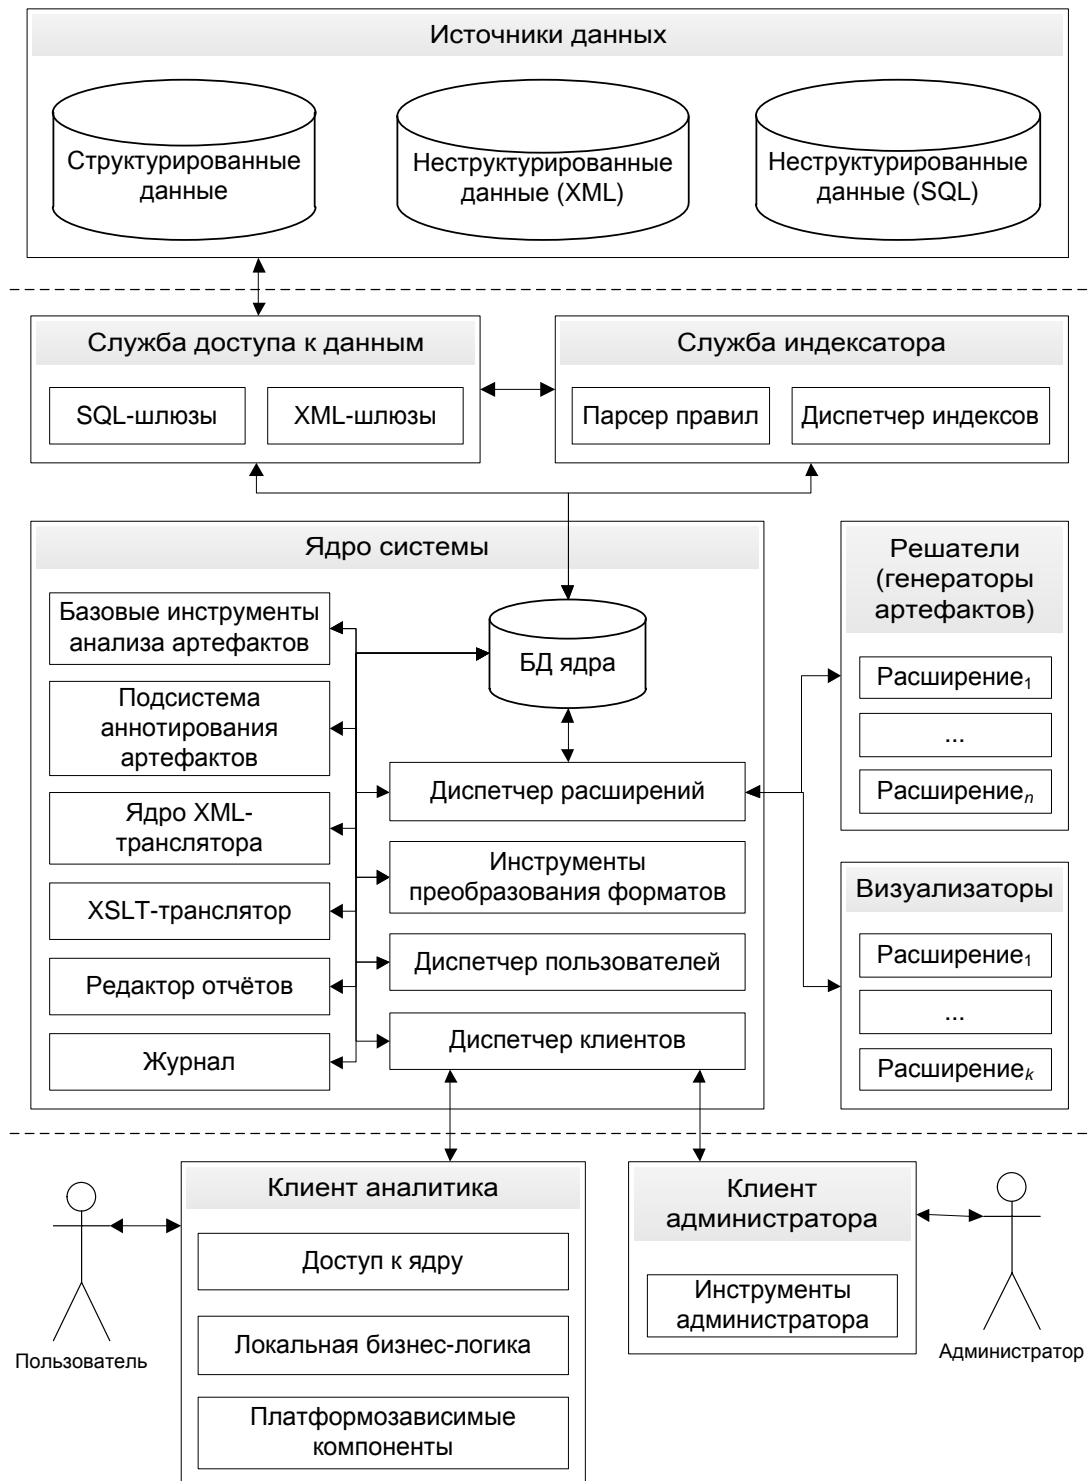 Источники данных
Структурированные
данные
Неструктурированные
данные (XML)
Неструктурированные
данные (SQL)
Служба доступа к данным
SQL-шлюзы
XML-шлюзы
Служба индексатора
Парсер правил
Диспетчер индексов
Ядро системы
Базовые инструменты
анализа артефактов
Подсистема
аннотирования
артефактов
Ядро XML-
транслятора
XSLT-транслятор
Редактор отчётов
Журнал
БД ядра
Диспетчер расширений
Инструменты
преобразования форматов
Диспетчер пользователей
Диспетчер клиентов
Решатели
(генераторы
артефактов)
Расширение₁
...
Расширениеₙ
Визуализаторы
Расширение₁
...
Расширениеₖ
Клиент аналитика
Доступ к ядру
Локальная бизнес-логика
Платформозависимые
компоненты
Клиент
администратора
Инструменты
администратора
Пользователь
Администратор